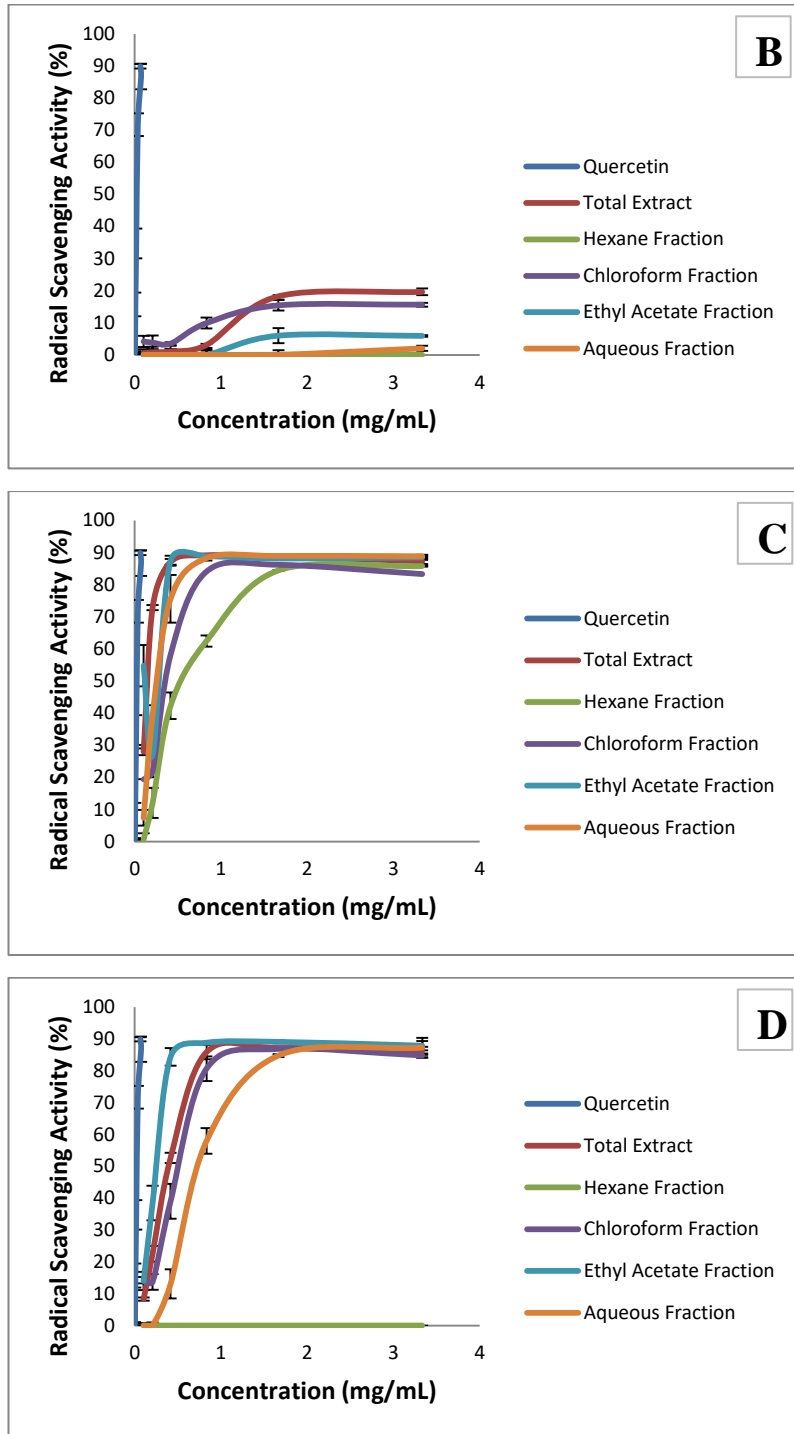 B
Radical Scavenging Activity (%)
100
90
80
70
60
50
40
30
20
10
0
0 1 2 3 4
Concentration (mg/mL)
Quercetin
Total Extract
Hexane Fraction
Chloroform Fraction
Ethyl Acetate Fraction
Aqueous Fraction
C
Radical Scavenging Activity (%)
100
90
80
70
60
50
40
30
20
10
0
0 1 2 3 4
Concentration (mg/mL)
Quercetin
Total Extract
Hexane Fraction
Chloroform Fraction
Ethyl Acetate Fraction
Aqueous Fraction
D
Radical Scavenging Activity (%)
100
90
80
70
60
50
40
30
20
10
0
0 1 2 3 4
Concentration (mg/mL)
Quercetin
Total Extract
Hexane Fraction
Chloroform Fraction
Ethyl Acetate Fraction
Aqueous Fraction